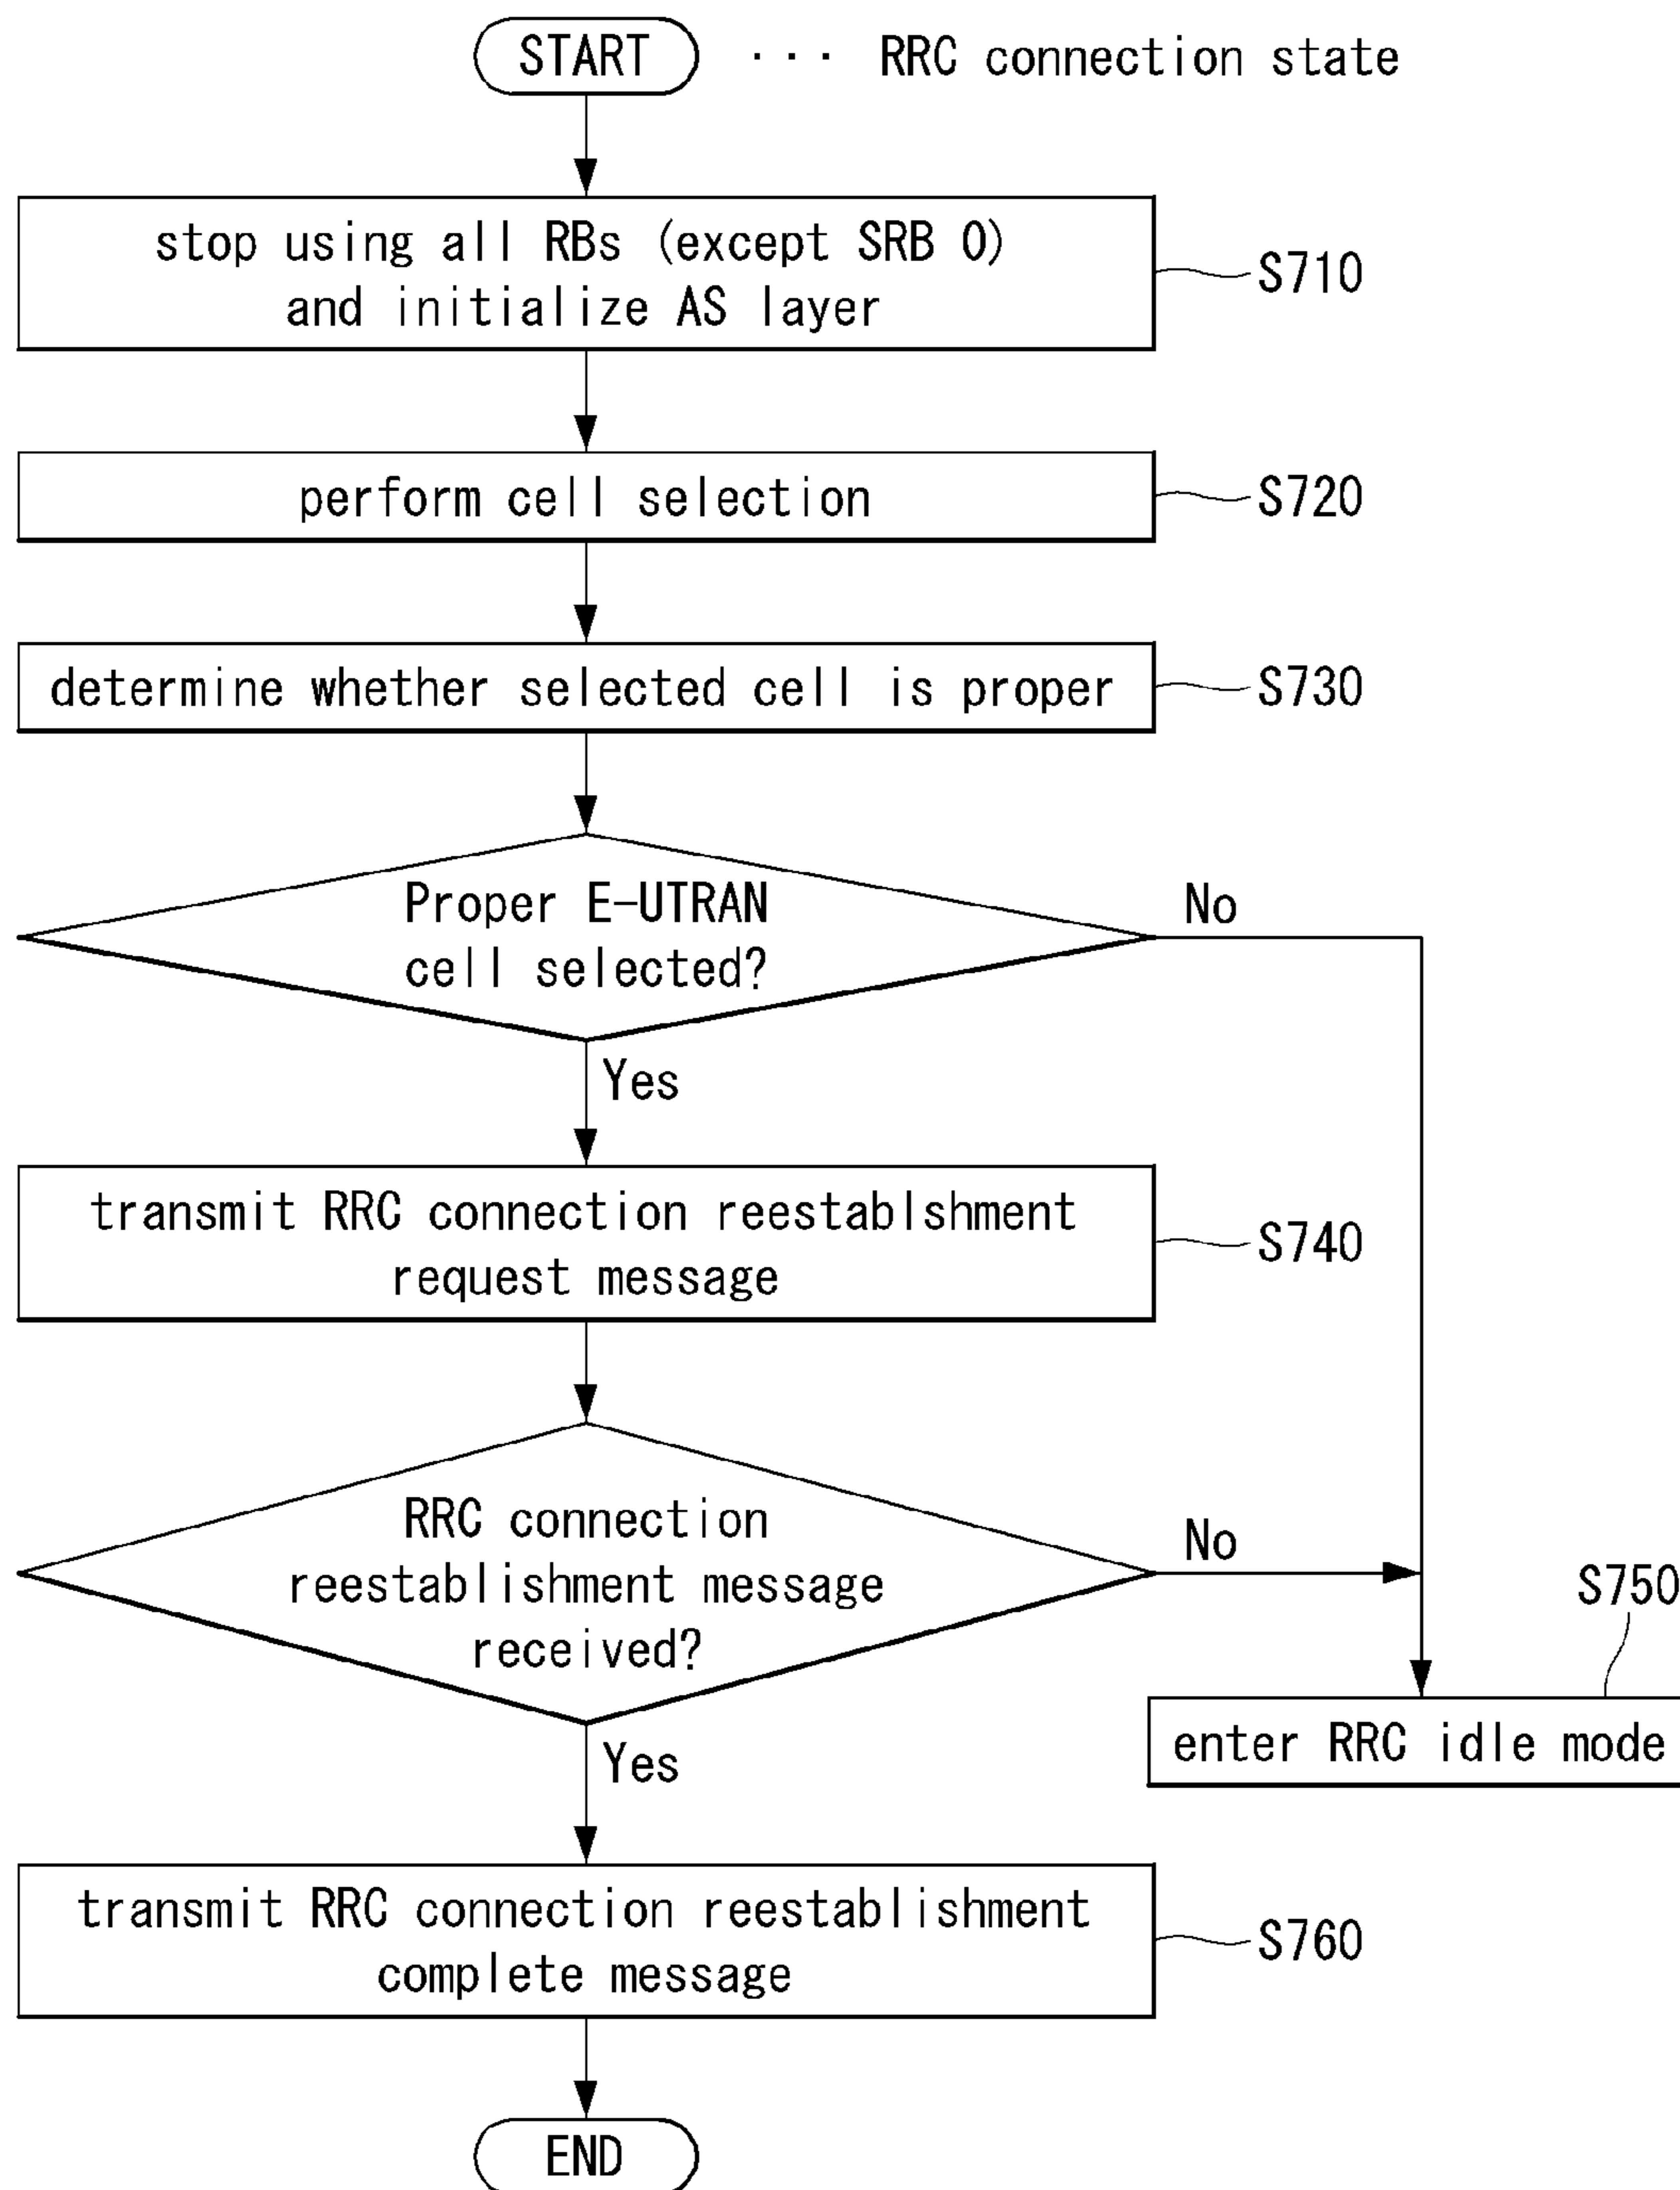 START ··· RRC connection state
stop using all RBs (except SRB 0)
and initialize AS layer
S710
perform cell selection
S720
determine whether selected cell is proper
S730
Proper E-UTRAN
cell selected?
No
Yes
transmit RRC connection reestablshment
request message
S740
RRC connection
reestablishment message
received?
No
S750
enter RRC idle mode
Yes
transmit RRC connection reestablishment
complete message
S760
END